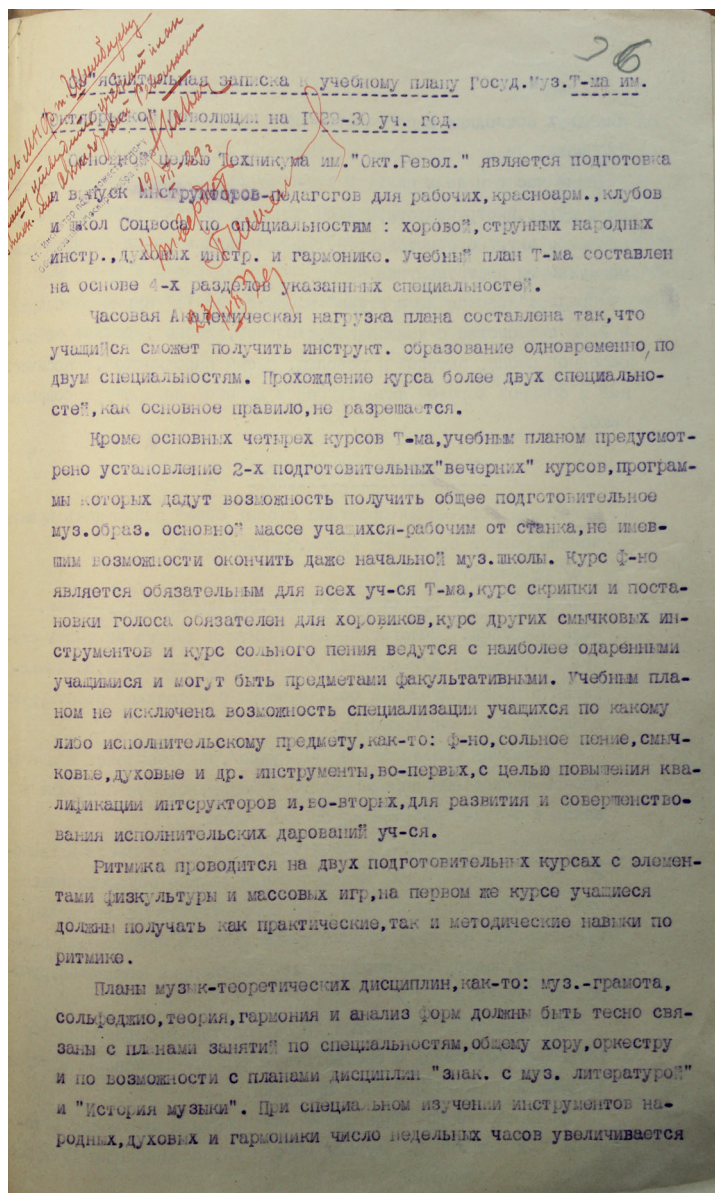 26
Об'яснительная записка к учебному плану Госуд.Муз.Т-ма им.
Октябрьской Революции на 1929-30 уч. год.
Основной целью Техникума им."Окт.Револ." является подготовка
и выпуск инструкторов-педагогов для рабочих,красноарм.,клубов
и школ Соцвоса по специальностям : хоровой,струнных народных
инстр.,духовых инстр. и гармонике. Учебный план Т-ма составлен
на основе 4-х разделов указанных специальностей.
Часовая Академическая нагрузка плана составлена так,что
учащийся сможет получить инструкт. образование одновременно,по
двум специальностям. Прохождение курса более двух специально-
стей,как основное правило,не разрешается.
Кроме основных четырех курсов Т-ма,учебным планом предусмот-
рено установление 2-х подготовительных"вечерних" курсов,програм-
мы которых дадут возможность получить общее подготовительное
муз.образ. основной массе учащихся-рабочим от станка,не имев-
шим возможности окончить даже начальной муз.школы. Курс ф-но
является обязательным для всех уч-ся Т-ма,курс скрипки и поста-
новки голоса обязателен для хоровиков,курс других смычковых ин-
струментов и курс сольного пения ведутся с наиболее одаренными
учащимися и могут быть предметами факультативными. Учебным пла-
ном не исключена возможность специализации учащихся по какому
либо исполнительскому предмету,как-то: ф-но,сольное пение,смыч-
ковые,духовые и др. инструменты,во-первых,с целью повышения ква-
лификации интсрукторов и,во-вторых,для развития и совершенство-
вания исполнительских дарований уч-ся.
Ритмика проводится на двух подготовительных курсах с элемен-
тами физкультуры и массовых игр,на первом же курсе учащиеся
должны получать как практические,так и методические навыки по
ритмике.
Планы музык-теоретических дисциплин,как-то: муз.-грамота,
сольфеджио,теория,гармония и анализ форм должны быть тесно свя-
заны с планами занятий по специальностям,общему хору,оркестру
и по возможности с планами дисциплин "знак. с муз. литературой"
и "История музыки". При специальном изучении инструментов на-
родных,духовых и гармоники число недельных часов увеличивается